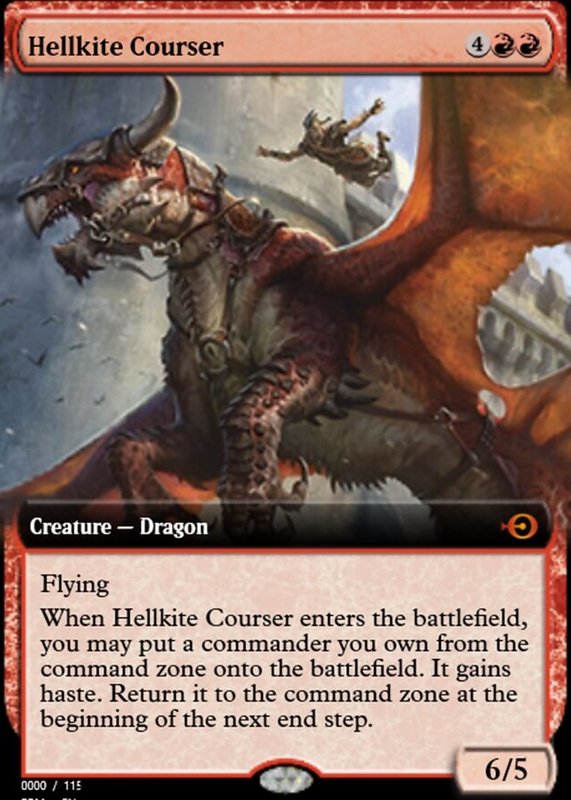 Hellkite Courser 4
Creature — Dragon
Flying
When Hellkite Courser enters the battlefield,
you may put a commander you own from the
command zone onto the battlefield. It gains
haste. Return it to the command zone at the
beginning of the next end step.
6/5
0000 / 115